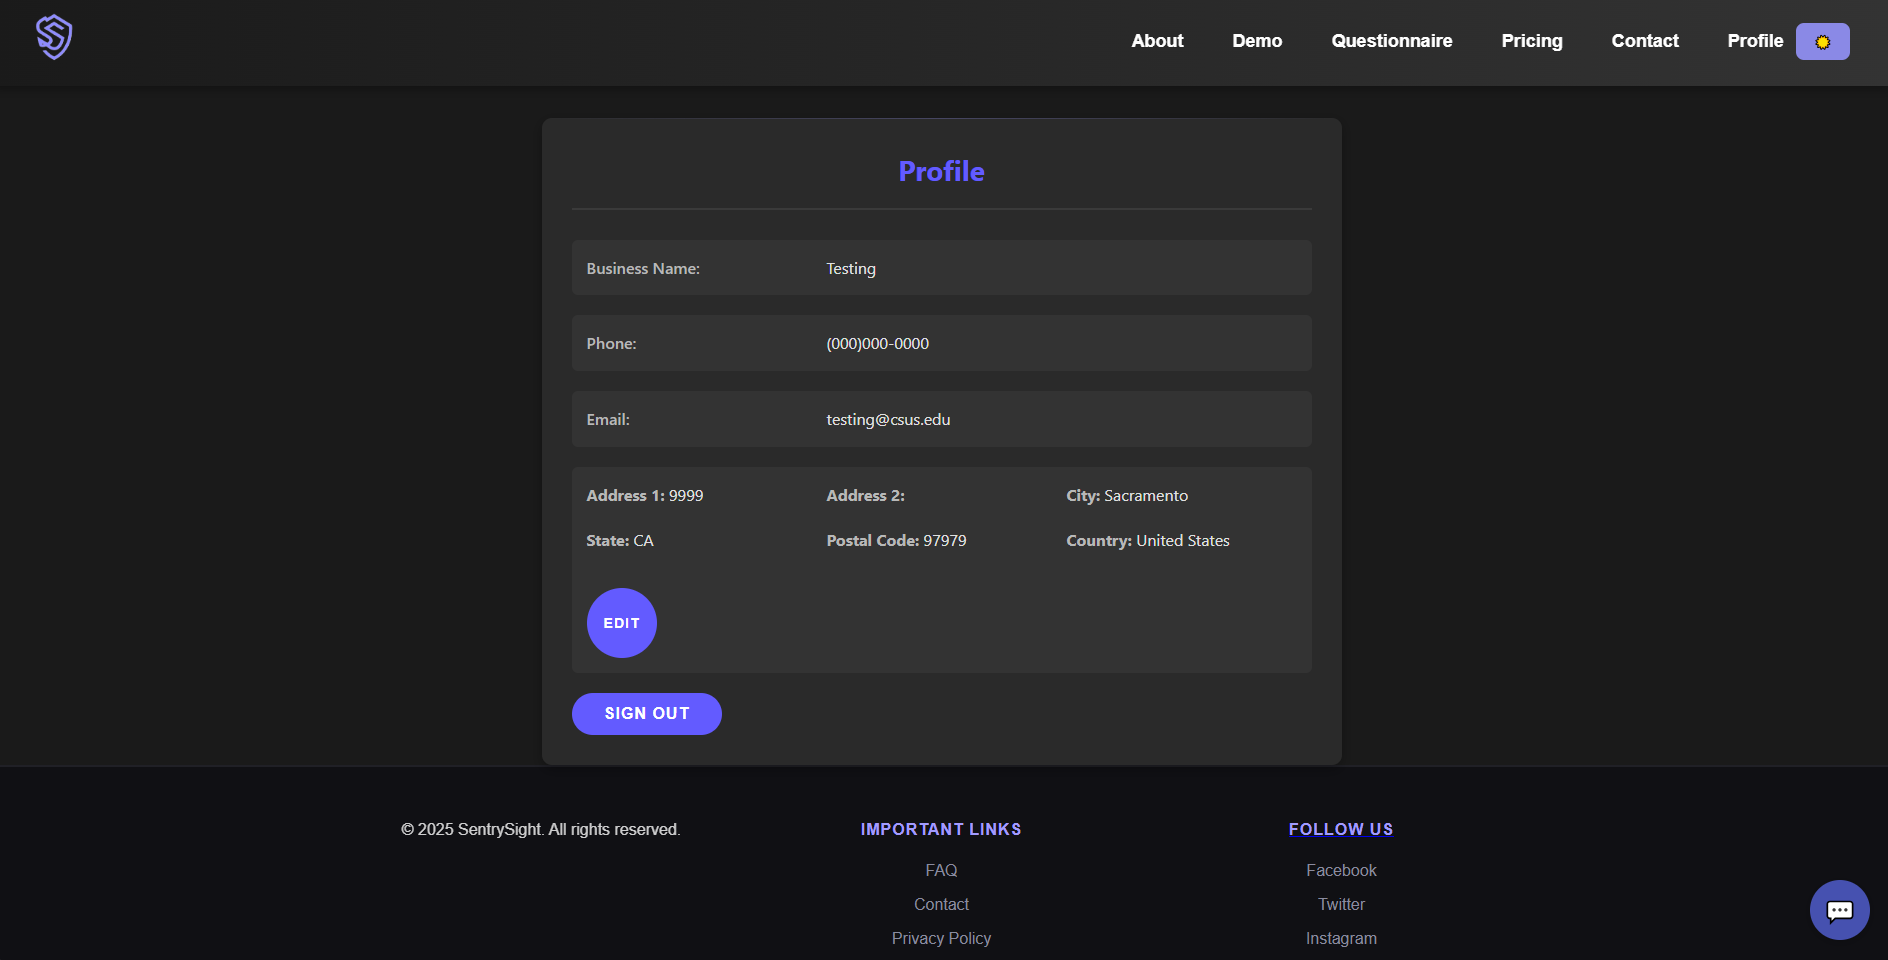 About Demo Questionnaire Pricing Contact Profile
Profile
Business Name: Testing
Phone: (000)000-0000
Email: testing@csus.edu
Address 1: 9999 Address 2: City: Sacramento
State: CA Postal Code: 97979 Country: United States
EDIT
SIGN OUT
© 2025 SentrySight. All rights reserved.
IMPORTANT LINKS
FAQ
Contact
Privacy Policy
FOLLOW US
Facebook
Twitter
Instagram